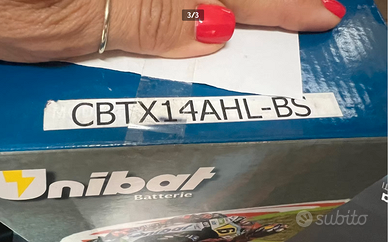 3/3
CBTX14AHL-BS
Unibat
Batterie
subito